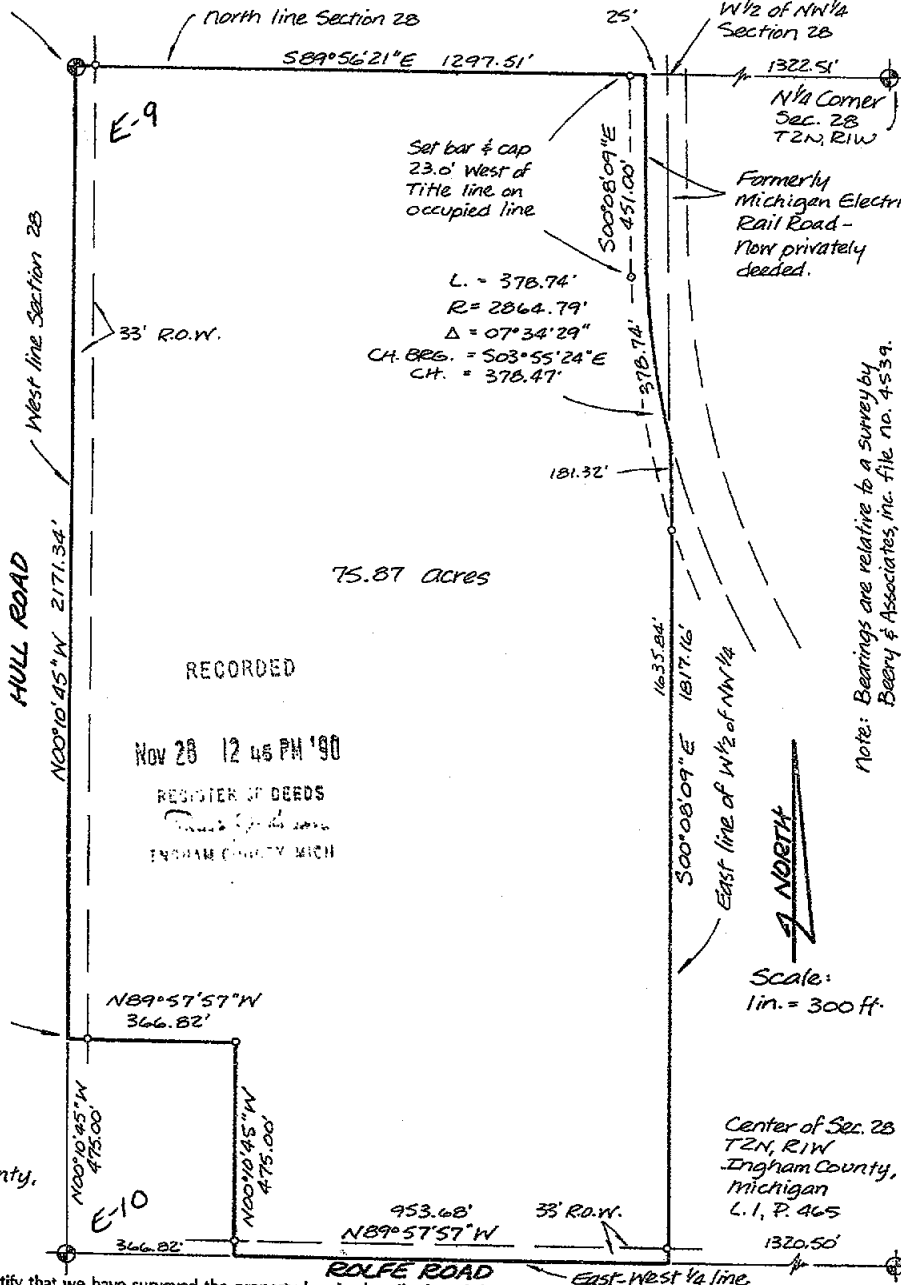 north line Section 28
25'
W½ of NW¼
Section 28
S89°56'21"E 1297.51'
1322.51'
N¼ Corner
Sec. 28
T2N, R1W
E-9
Set bar & cap
23.0' West of
Title line on
occupied line
S00°08'09"E
451.00'
Formerly
Michigan Electri
Rail Road -
now privately
deeded.
West line Section 28
33' R.O.W.
L. = 378.74'
R = 2864.79'
Δ = 07°34'29"
CH. BRG. = S03°55'24"E
CH. = 378.47'
378.74'
181.32'
note: Bearings are relative to a survey by
Beery & Associates, inc. file no. 4539.
HULL ROAD
N00°10'45"W 2171.34'
75.87 acres
RECORDED
Nov 28 12 46 PM '90
REGISTER OF DEEDS
INGHAM COUNTY MICH
1635.84'
S00°08'09"E 1817.16'
East line of W½ of NW¼
NORTH
Scale:
1in. = 300 ft.
N89°57'57"W
366.82'
N00°10'45"W
475.00'
N00°10'45"W
475.00'
Center of Sec. 28
T2N, R1W
Ingham County,
Michigan
L.1, P. 465
nty,
E-10
366.82'
953.68'
N89°57'57"W
33' R.O.W.
1320.50'
ROLFE ROAD
East-West ¼ line